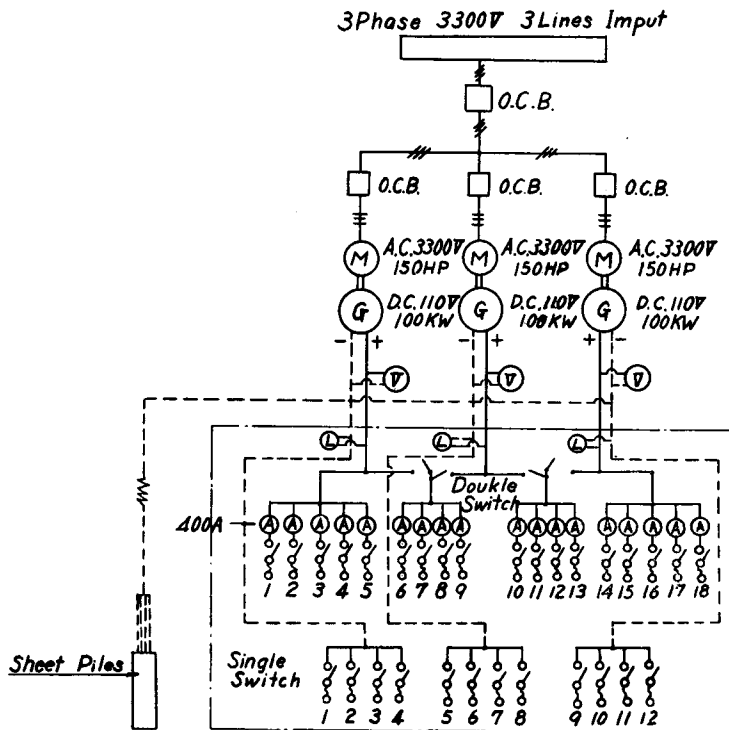 3Phase 3300V 3Lines Imput
O.C.B.
O.C.B. O.C.B. O.C.B.
M A.C.3300V M A.C.3300V M A.C.3300V
150HP 150HP 150HP
G D.C.110V G D.C.110V G D.C.110V
100KW 100KW 100KW
- + - + + -
V V V
L L L
Doukle
Switch
400A A A A A A A A A A A A A A A A A A A
1 2 3 4 5 6 7 8 9 10 11 12 13 14 15 16 17 18
Sheet Piles
Single
Switch
1 2 3 4 5 6 7 8 9 10 11 12